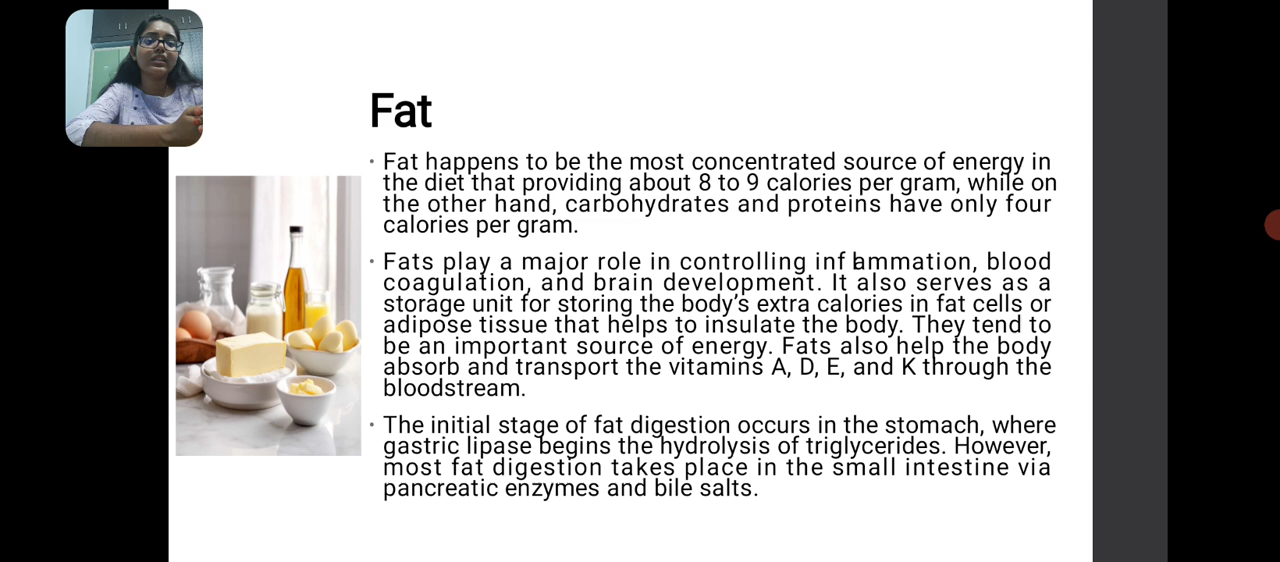 Fat
• Fat happens to be the most concentrated source of energy in
the diet that providing about 8 to 9 calories per gram, while on
the other hand, carbohydrates and proteins have only four
calories per gram.
• Fats play a major role in controlling inflammation, blood
coagulation, and brain development. It also serves as a
storage unit for storing the body's extra calories in fat cells or
adipose tissue that helps to insulate the body. They tend to
be an important source of energy. Fats also help the body
absorb and transport the vitamins A, D, E, and K through the
bloodstream.
• The initial stage of fat digestion occurs in the stomach, where
gastric lipase begins the hydrolysis of triglycerides. However,
most fat digestion takes place in the small intestine via
pancreatic enzymes and bile salts.